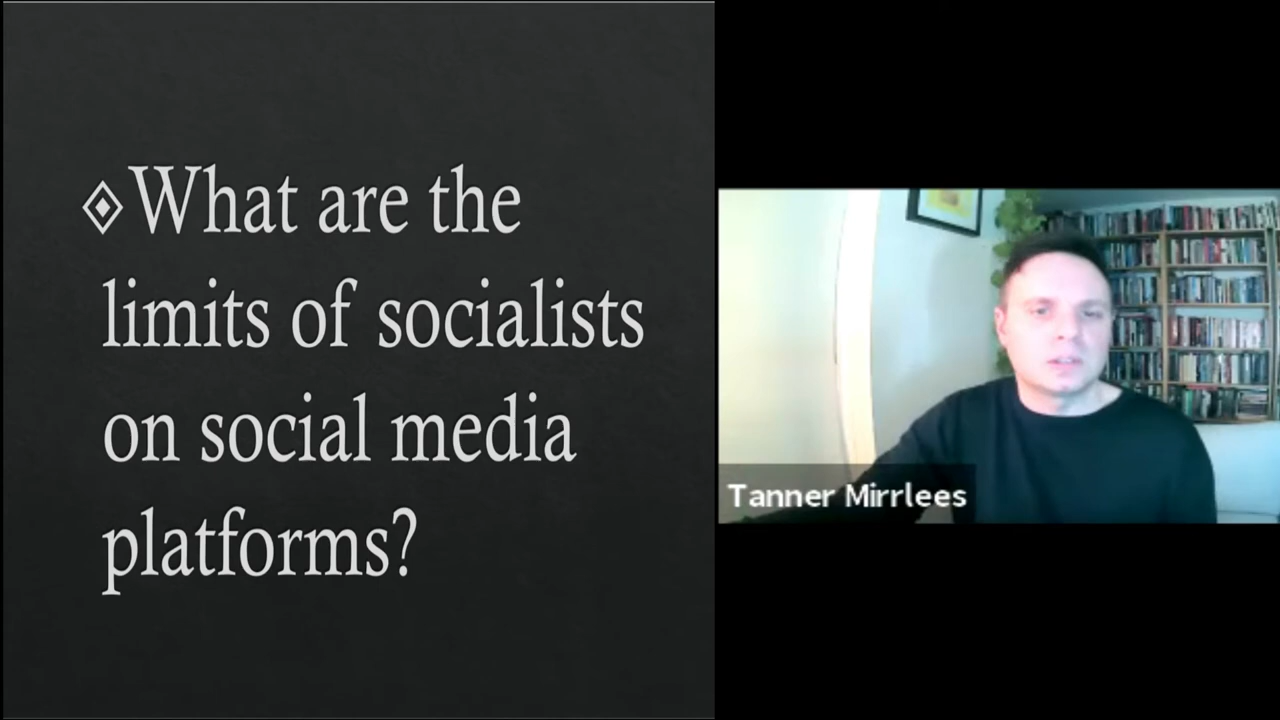 What are the
limits of socialists
on social media
platforms?
Tanner Mirrlees